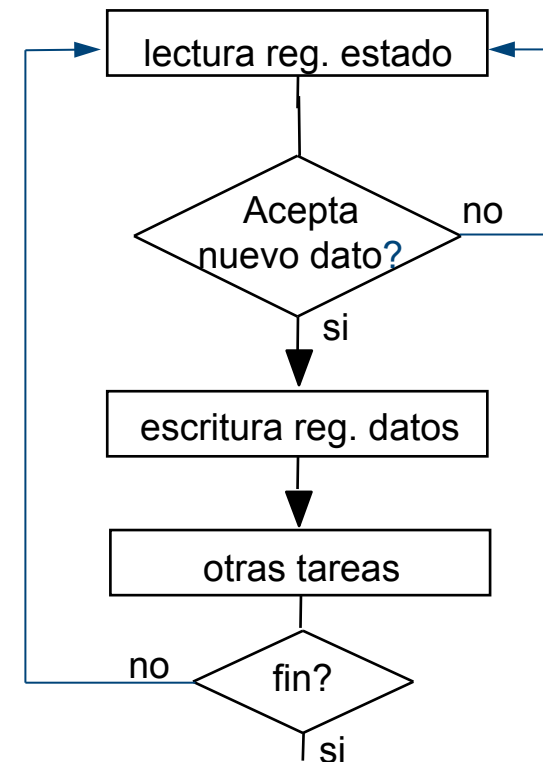 lectura reg. estado
Acepta
nuevo dato?
no
si
escritura reg. datos
otras tareas
no
fin?
si